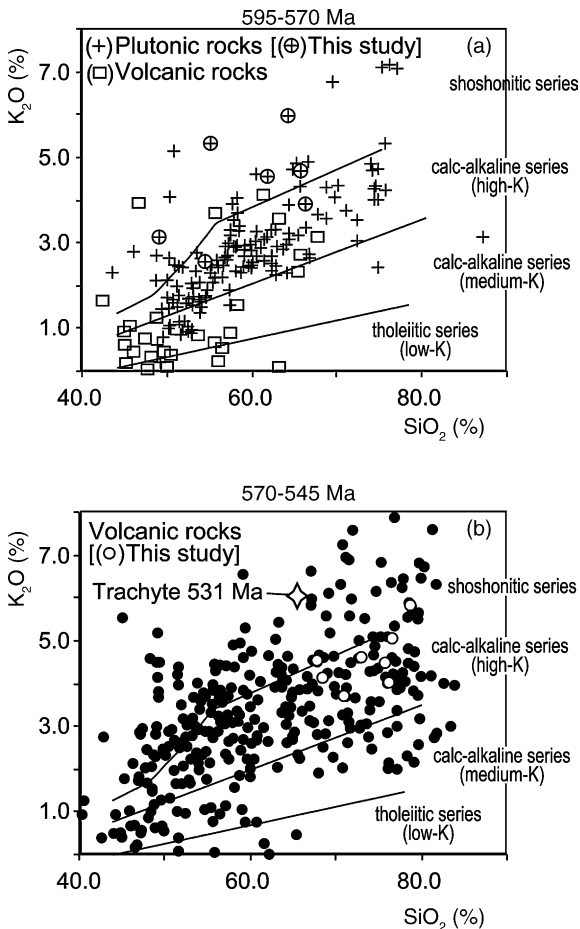 595-570 Ma
(+)Plutonic rocks [(⊕)This study]
(□)Volcanic rocks
(a)
K2O (%)
7.0
5.0
3.0
1.0
shoshonitic series
calc-alkaline series
(high-K)
calc-alkaline series
(medium-K)
tholeiitic series
(low-K)
40.0
60.0
80.0
SiO2 (%)
570-545 Ma
Volcanic rocks
[(○)This study]
(b)
Trachyte 531 Ma
K2O (%)
7.0
5.0
3.0
1.0
shoshonitic series
calc-alkaline series
(high-K)
calc-alkaline series
(medium-K)
tholeiitic series
(low-K)
40.0
60.0
80.0
SiO2 (%)